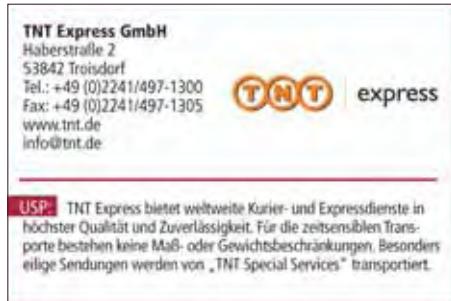 TNT Express GmbH
Haberstraße 2
53842 Troisdorf
Tel.: +49 (0)2241/497-1300
Fax: +49 (0)2241/497-1305
www.tnt.de
info@tnt.de
TNT express
USP: TNT Express bietet weltweite Kurier- und Expressdienste in
höchster Qualität und Zuverlässigkeit. Für die zeitsensiblen Trans-
porte bestehen keine Maß- oder Gewichtsbeschränkungen. Besonders
eilige Sendungen werden von „TNT Special Services" transportiert.